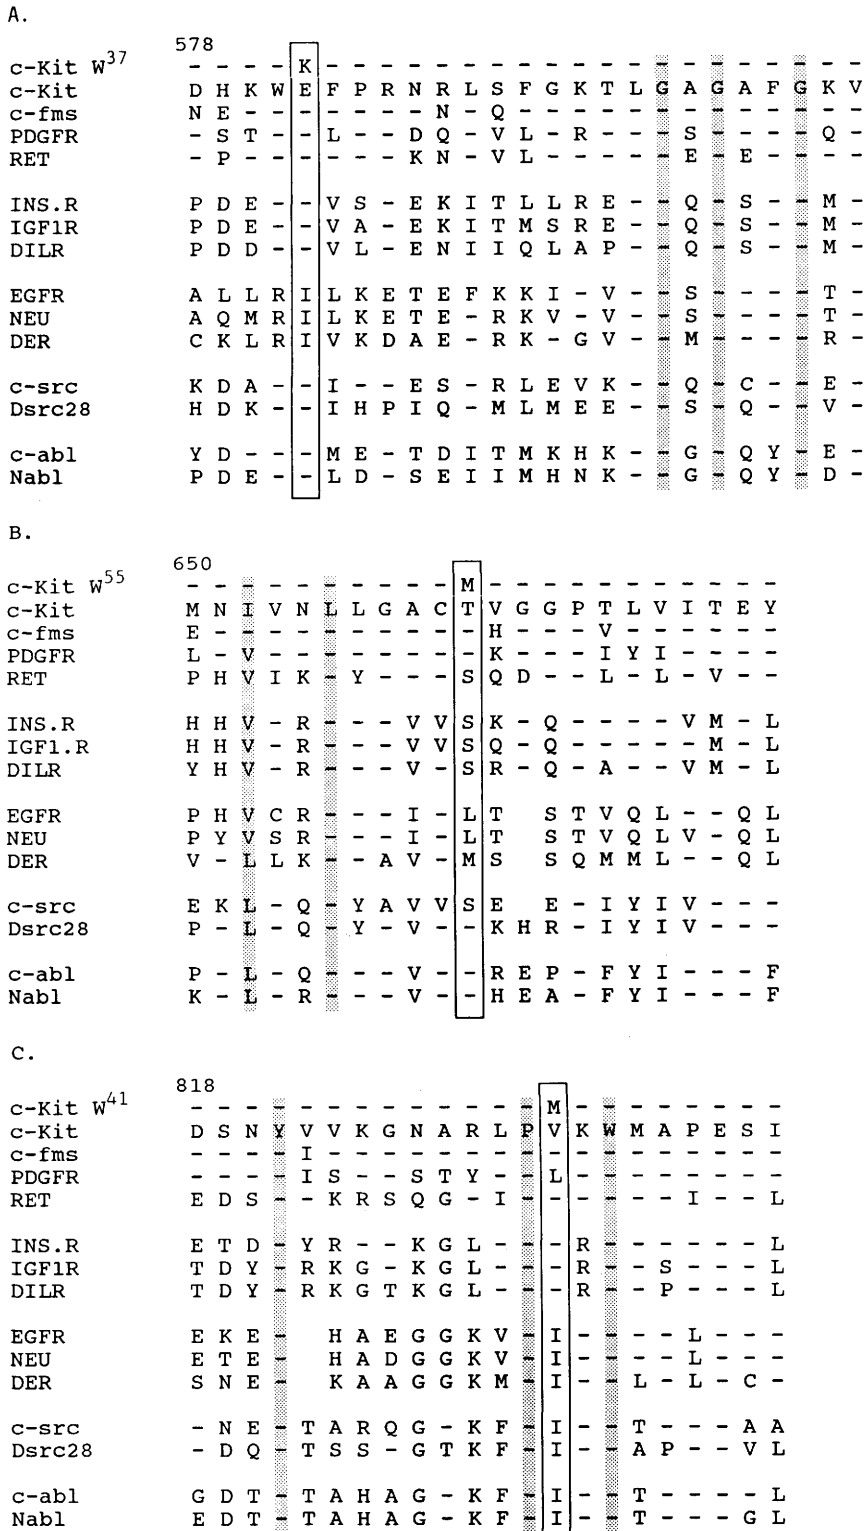 A.
578
c-Kit W37 - - - - K - - - - - - - - - - - - - - - - - - - -
c-Kit D H K W E F P R N R L S F G K T L G A G A F G K V
c-fms N E - - - - - - - N - Q - - - - - - - - - - - - -
PDGFR - S T - - L - - D Q - V L - R - - - S - - - - Q -
RET - P - - - - - - K N - V L - - - - - E - E - - - -
INS.R P D E - - V S - E K I T L L R E - - Q - S - - M -
IGF1R P D E - - V A - E K I T M S R E - - Q - S - - M -
DILR P D D - - V L - E N I I Q L A P - - Q - S - - M -
EGFR A L L R I L K E T E F K K I - V - - S - - - - T -
NEU A Q M R I L K E T E - R K V - V - - S - - - - T -
DER C K L R I V K D A E - R K - G V - - M - - - - R -
c-src K D A - - I - - E S - R L E V K - - Q - C - - E -
Dsrc28 H D K - - I H P I Q - M L M E E - - S - Q - - V -
c-abl Y D - - - M E - T D I T M K H K - - G - Q Y - E -
Nabl P D E - - L D - S E I I M H N K - - G - Q Y - D -
B.
650
c-Kit W55 - - - - - - - - - - M - - - - - - - - - - -
c-Kit M N I V N L L G A C T V G G P T L V I T E Y
c-fms E - - - - - - - - - - H - - - V - - - - - -
PDGFR L - V - - - - - - - - K - - - I Y I - - - -
RET P H V I K - Y - - - S Q D - - L - L - V - -
INS.R H H V - R - - - V V S K - Q - - - - V M - L
IGF1.R H H V - R - - - V V S Q - Q - - - - - M - L
DILR Y H V - R - - - V - S R - Q - A - - V M - L
EGFR P H V C R - - - I - L T S T V Q L - - Q L
NEU P Y V S R - - - I - L T S T V Q L V - Q L
DER V - L L K - - A V - M S S Q M M L - - Q L
c-src E K L - Q - Y A V V S E E - I Y I V - - -
Dsrc28 P - L - Q - Y - V - - K H R - I Y I V - - -
c-abl P - L - Q - - - V - - R E P - F Y I - - - F
Nabl K - L - R - - - V - - H E A - F Y I - - - F
C.
818
c-Kit W41 - - - - - - - - - - - - - M - - - - - - - -
c-Kit D S N Y V V K G N A R L P V K W M A P E S I
c-fms - - - - I - - - - - - - - - - - - - - - - -
PDGFR - - - - I S - - S T Y - - L - - - - - - - -
RET E D S - - K R S Q G - I - - - - - - I - - L
INS.R E T D - Y R - - K G L - - - R - - - - - - L
IGF1R T D Y - R K G - K G L - - - R - - S - - - L
DILR T D Y - R K G T K G L - - - R - - P - - - L
EGFR E K E - H A E G G K V - I - - - - L - - -
NEU E T E - H A D G G K V - I - - - - L - - -
DER S N E - K A A G G K M - I - - L - L - C -
c-src - N E - T A R Q G - K F - I - - T - - - A A
Dsrc28 - D Q - T S S - G T K F - I - - A P - - V L
c-abl G D T - T A H A G - K F - I - - T - - - - L
Nabl E D T - T A H A G - K F - I - - T - - - G L